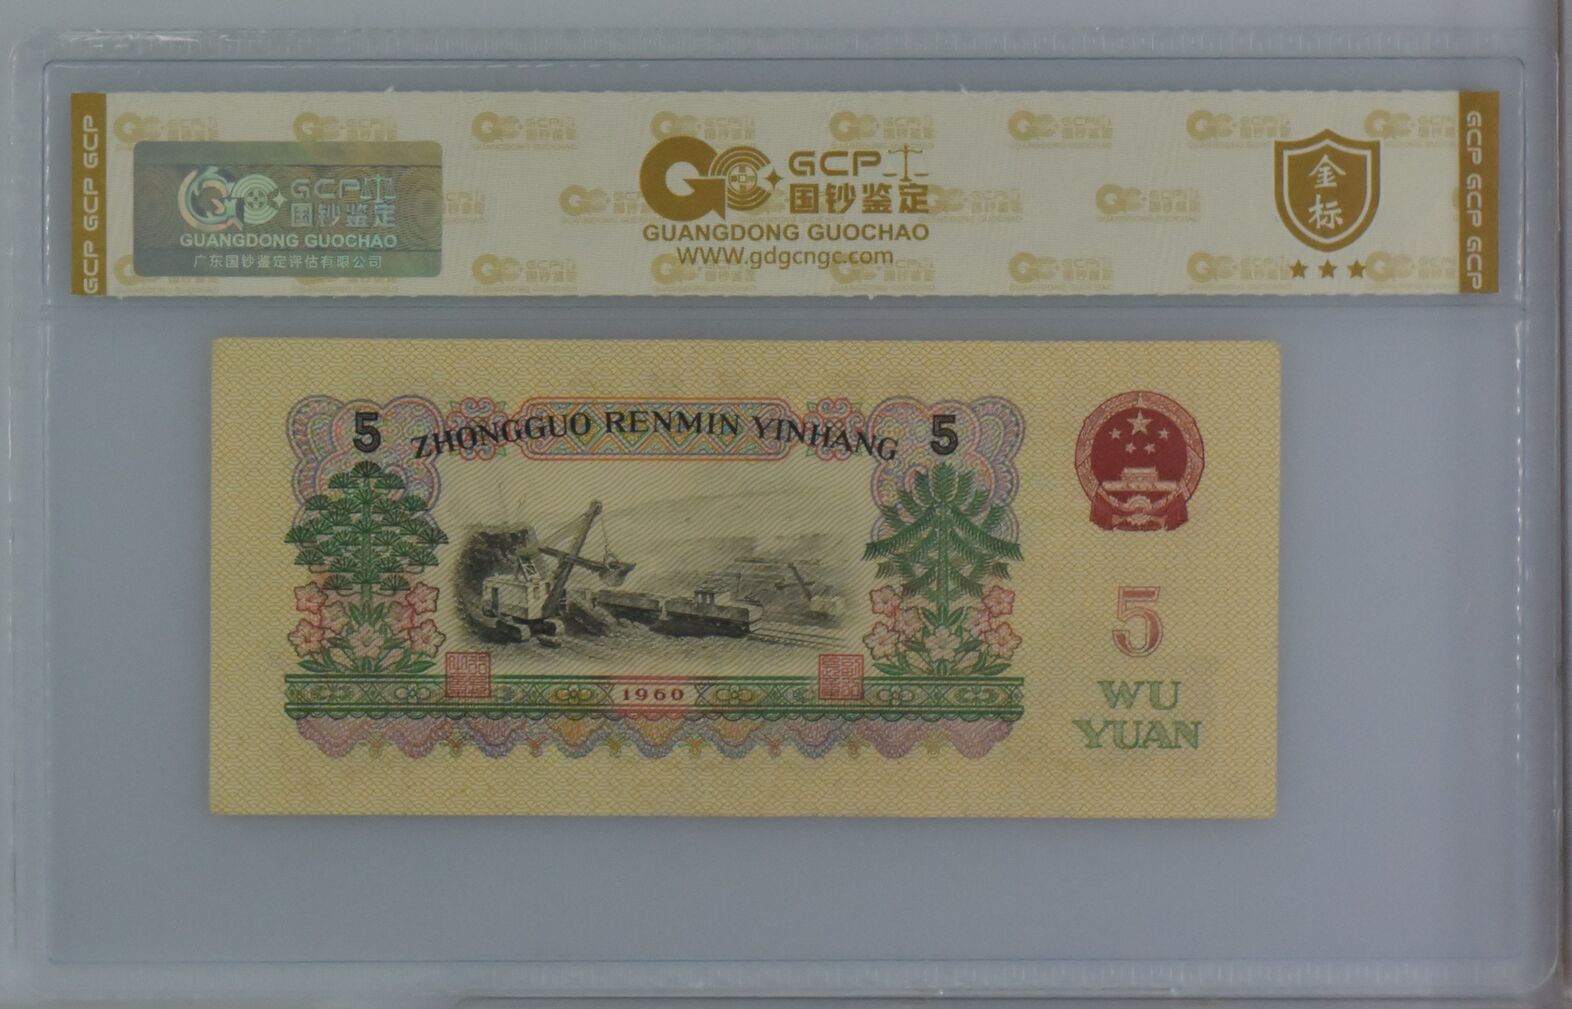 GCP GCP GCP
GCP
国钞鉴定
GUANGDONG GUOCHAO
广东国钞鉴定评估有限公司
GCP
国钞鉴定
GUANGDONG GUOCHAO
WWW.gdgcngc.com
金
标
GCP GCP GCP
5
ZHONGGUO RENMIN YINHANG
5
1960
5
WU
YUAN